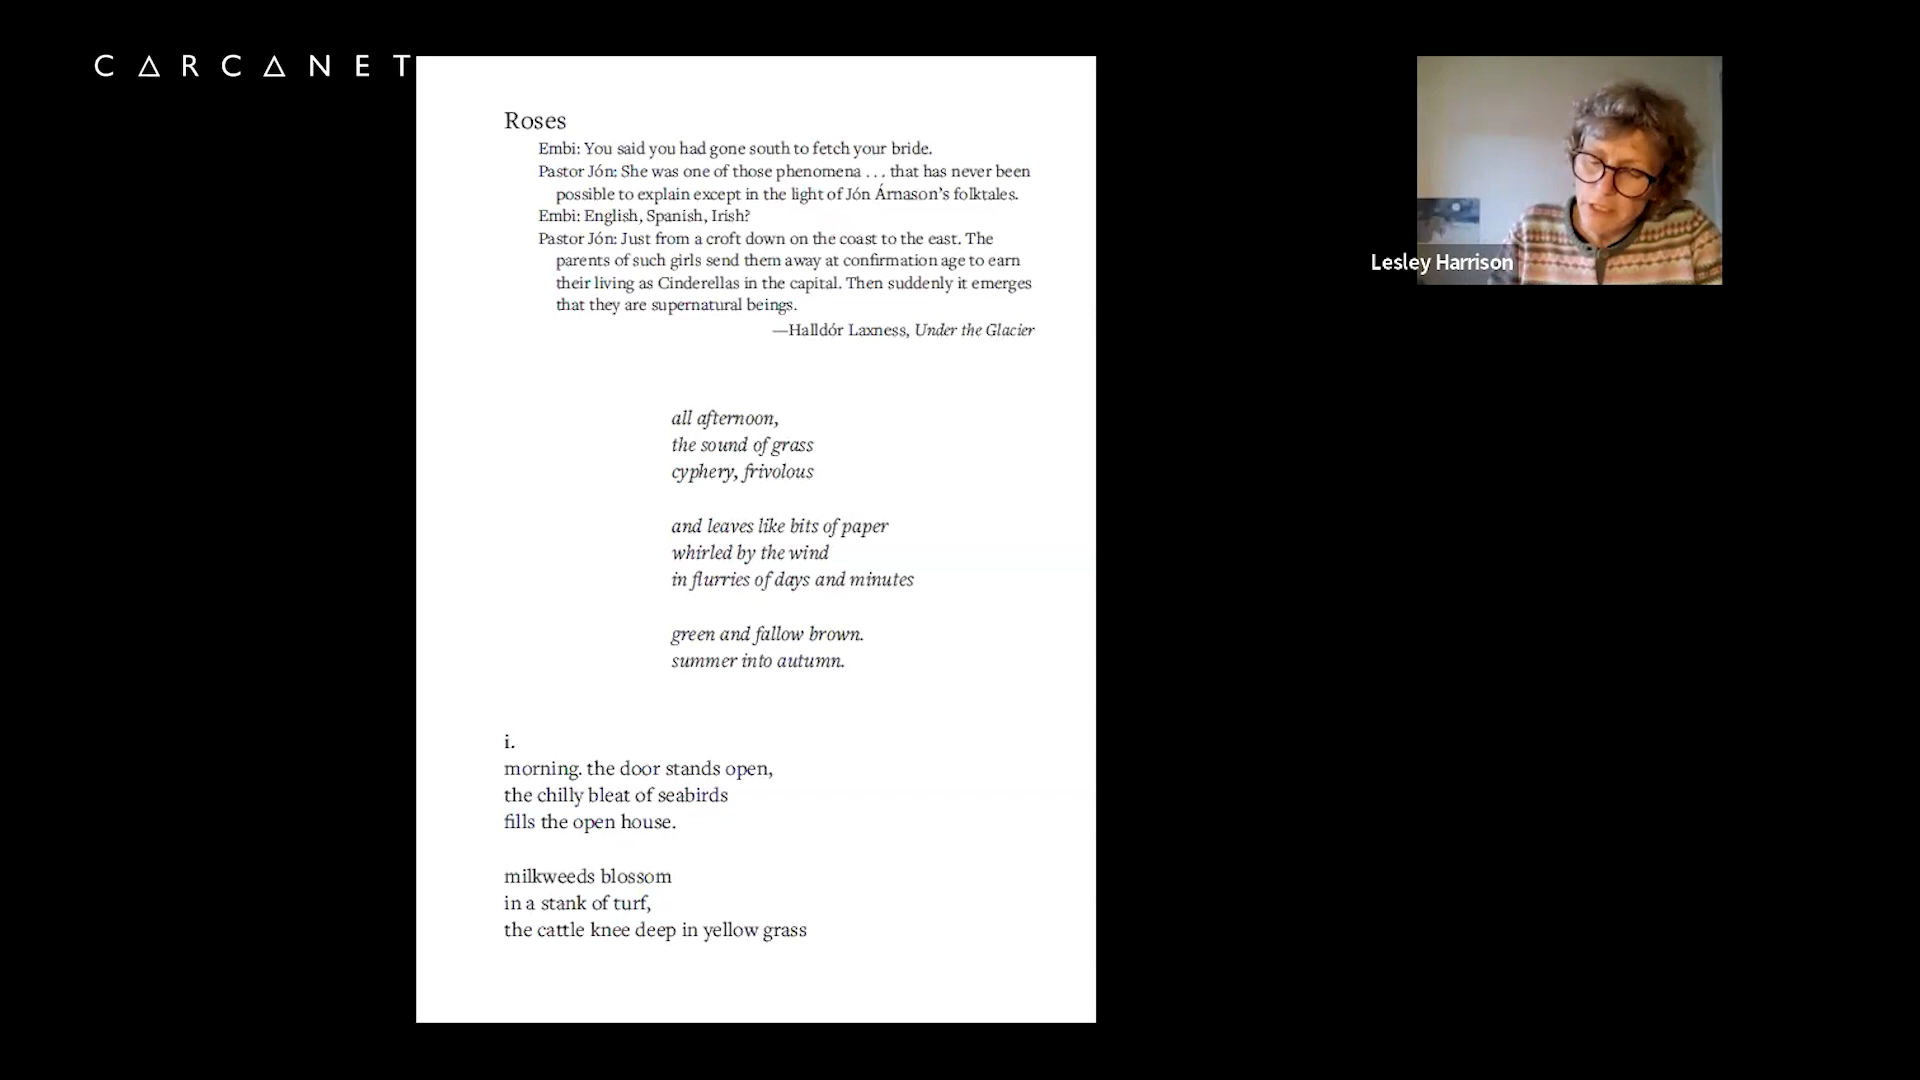 CARCANET
Roses
Embi: You said you had gone south to fetch your bride.
Pastor Jón: She was one of those phenomena . . . that has never been
possible to explain except in the light of Jón Árnason's folktales.
Embi: English, Spanish, Irish?
Pastor Jón: Just from a croft down on the coast to the east. The
parents of such girls send them away at confirmation age to earn
their living as Cinderellas in the capital. Then suddenly it emerges
that they are supernatural beings.
—Halldór Laxness, Under the Glacier
all afternoon,
the sound of grass
cyphery, frivolous
and leaves like bits of paper
whirled by the wind
in flurries of days and minutes
green and fallow brown.
summer into autumn.
i.
morning. the door stands open,
the chilly bleat of seabirds
fills the open house.
milkweeds blossom
in a stank of turf,
the cattle knee deep in yellow grass
Lesley Harrison